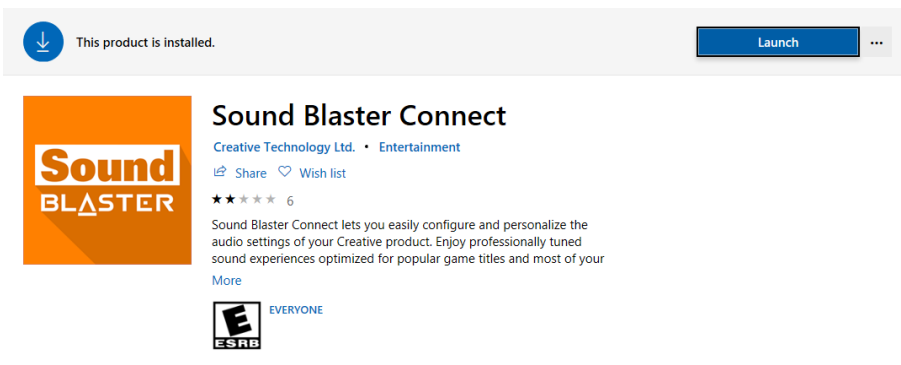 This product is installed.
Launch
...
Sound Blaster Connect
Creative Technology Ltd. • Entertainment
Share Wish list
6
Sound
BLASTER
Sound Blaster Connect lets you easily configure and personalize the
audio settings of your Creative product. Enjoy professionally tuned
sound experiences optimized for popular game titles and most of your
More
E
ESRB
EVERYONE